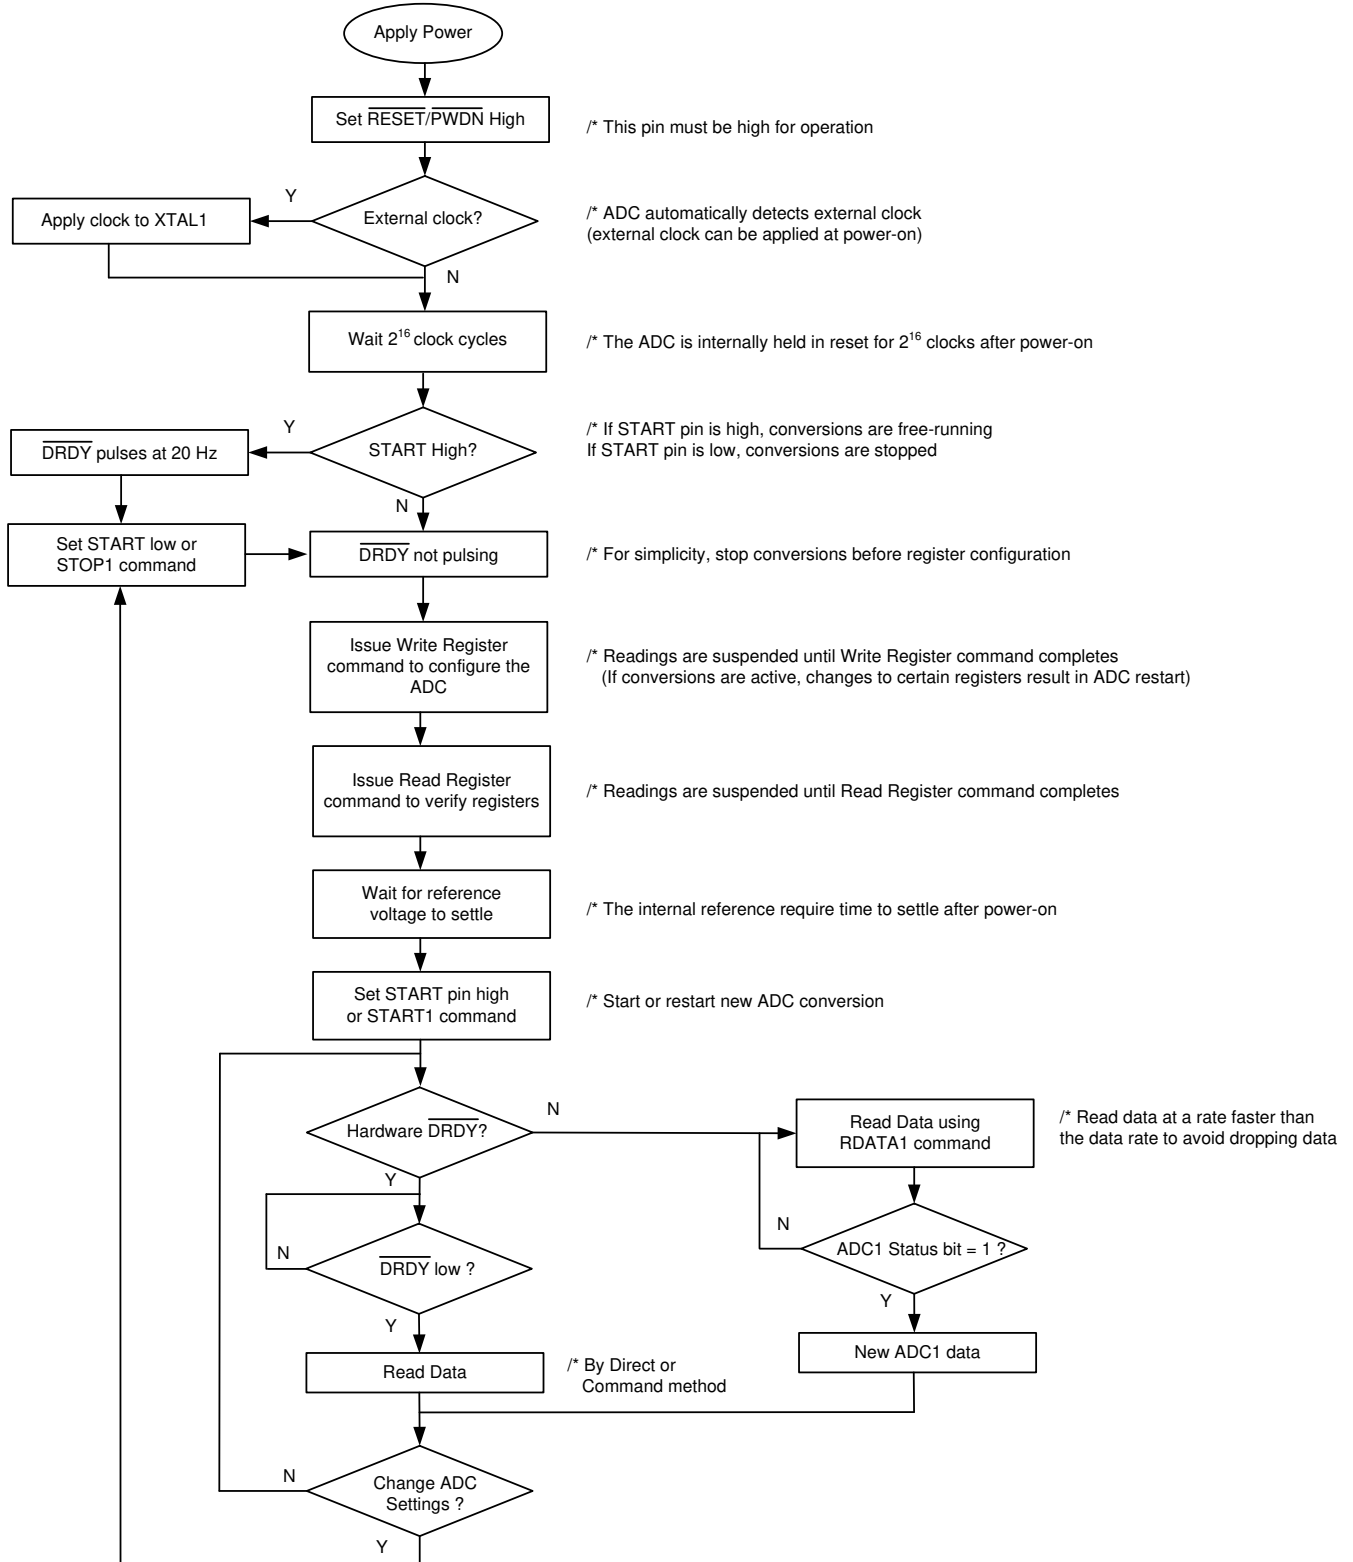 Apply Power
Set RESET/PWDN High
/* This pin must be high for operation
Y
External clock?
Apply clock to XTAL1
/* ADC automatically detects external clock
(external clock can be applied at power-on)
N
Wait 2^16 clock cycles
/* The ADC is internally held in reset for 2^16 clocks after power-on
Y
START High?
DRDY pulses at 20 Hz
/* If START pin is high, conversions are free-running
If START pin is low, conversions are stopped
N
Set START low or
STOP1 command
DRDY not pulsing
/* For simplicity, stop conversions before register configuration
Issue Write Register
command to configure the
ADC
/* Readings are suspended until Write Register command completes
(If conversions are active, changes to certain registers result in ADC restart)
Issue Read Register
command to verify registers
/* Readings are suspended until Read Register command completes
Wait for reference
voltage to settle
/* The internal reference require time to settle after power-on
Set START pin high
or START1 command
/* Start or restart new ADC conversion
Hardware DRDY?
N
Read Data using
RDATA1 command
/* Read data at a rate faster than
the data rate to avoid dropping data
Y
N
DRDY low ?
N
ADC1 Status bit = 1 ?
Y
Y
Read Data
/* By Direct or
Command method
New ADC1 data
N
Change ADC
Settings ?
Y